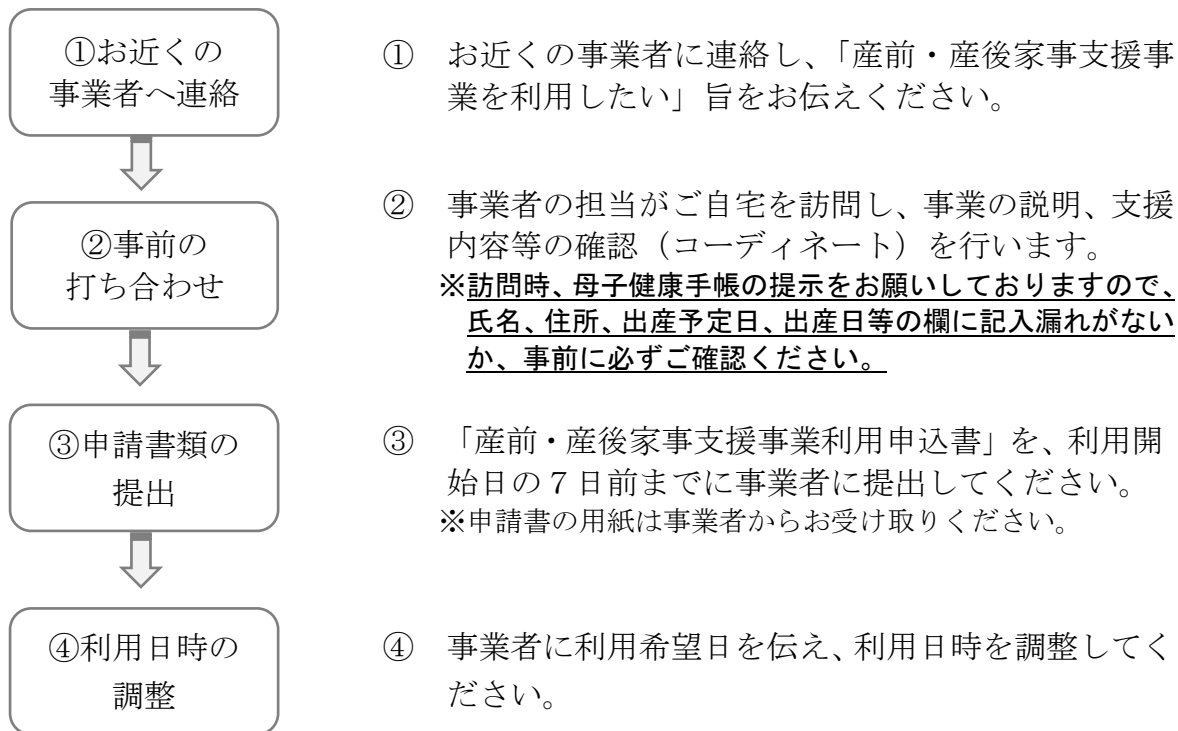 ①お近くの
事業者へ連絡
① お近くの事業者に連絡し、「産前・産後家事支援事
業を利用したい」旨をお伝えください。
②事前の
打ち合わせ
② 事業者の担当がご自宅を訪問し、事業の説明、支援
内容等の確認（コーディネート）を行います。
※訪問時、母子健康手帳の提示をお願いしておりますので、
氏名、住所、出産予定日、出産日等の欄に記入漏れがない
か、事前に必ずご確認ください。
③申請書類の
提出
③ 「産前・産後家事支援事業利用申込書」を、利用開
始日の７日前までに事業者に提出してください。
※申請書の用紙は事業者からお受け取りください。
④利用日時の
調整
④ 事業者に利用希望日を伝え、利用日時を調整してく
ださい。